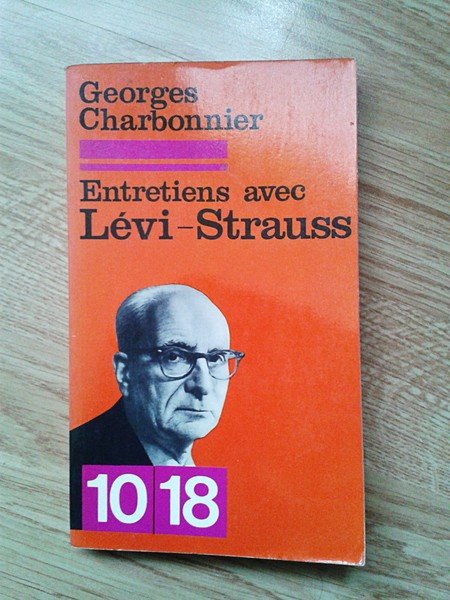 Georges
Charbonnier
Entretiens avec
Lévi-Strauss
10 18